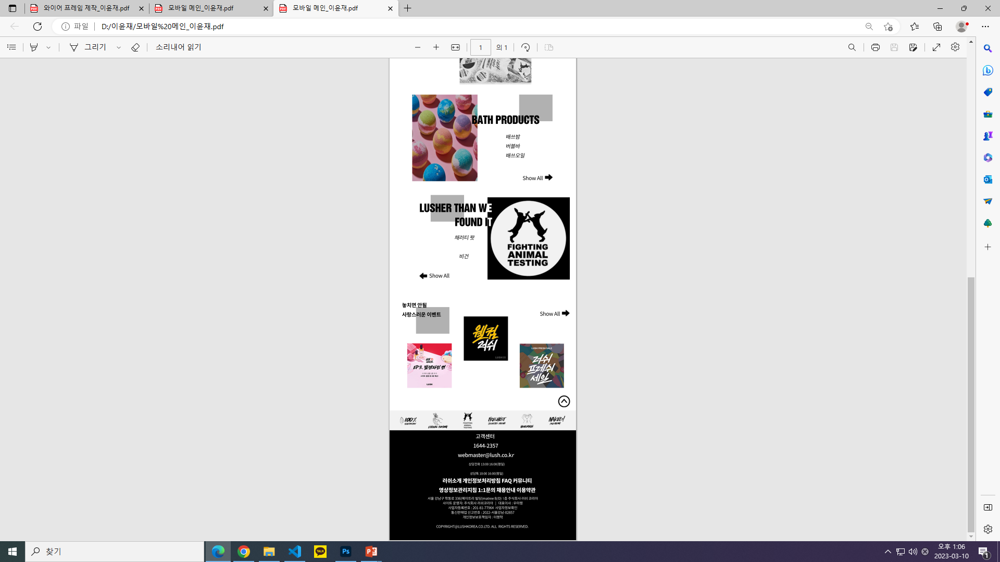 와이어 프레임 제작_이윤재.pdf
모바일 메인_이윤재.pdf
모바일 메인_이윤재.pdf
파일
D:/이윤재/모바일%20메인_이윤재.pdf
그리기
소리내어 읽기
1
의 1
BATH PRODUCTS
배쓰밤
버블바
배쓰오일
Show All
LUSHER THAN WE
FOUND IT
채러티 팟
비건
Show All
FIGHTING
ANIMAL
TESTING
놓치면 안될
사랑스러운 이벤트
Show All
웰컴
러쉬
LUSH
EP3. 발렌타인 편
LUSH
LUSH FRESH SALE
러쉬
프레쉬
세일
100%
ETHICAL BUYING
FIGHTING
ANIMAL
TESTING
FRESHEST
HANDMADE
NAKED!
고객센터
1644-2357
webmaster@lush.co.kr
상담전화 13:00 16:00(평일)
상담톡 10:00 16:00(평일)
러쉬소개 개인정보처리방침 FAQ 커뮤니티
영상정보관리지침 1:1문의 채용안내 이용약관
서울 강남구 학동로 336(메이트리 빌딩(matree B/D) 1층 주식회사 러쉬 코리아
사이트 운영자: 주식회사 러쉬코리아 | 대표이사 : 우미령
사업자등록번호 : 201-81-77964 사업자정보확인
통신판매업 신고번호 : 2022-서울강남-02857
개인정보보호책임자 : 이명학
COPYRIGHT@LUSHKOREA.CO.LTD. ALL RIGHTS RESERVED.
찾기
TALK
Ps
오후 1:06
2023-03-10
1